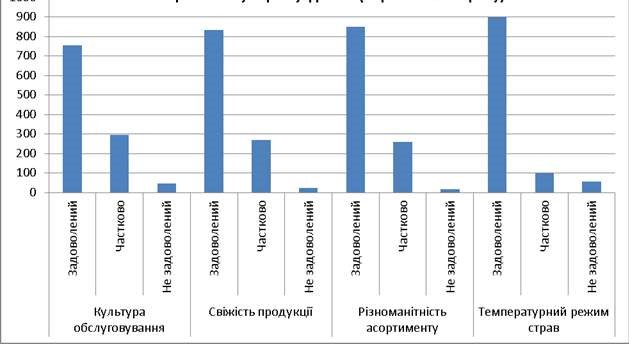 900
800
700
600
500
400
300
200
100
0
Задоволений
Частково
Не задоволений
Задоволений
Частково
Не задоволений
Задоволений
Частково
Не задоволений
Задоволений
Частково
Не задоволений
Культура
обслуговування
Свіжість продукції
Різноманітність
асортименту
Температурний режим
страв